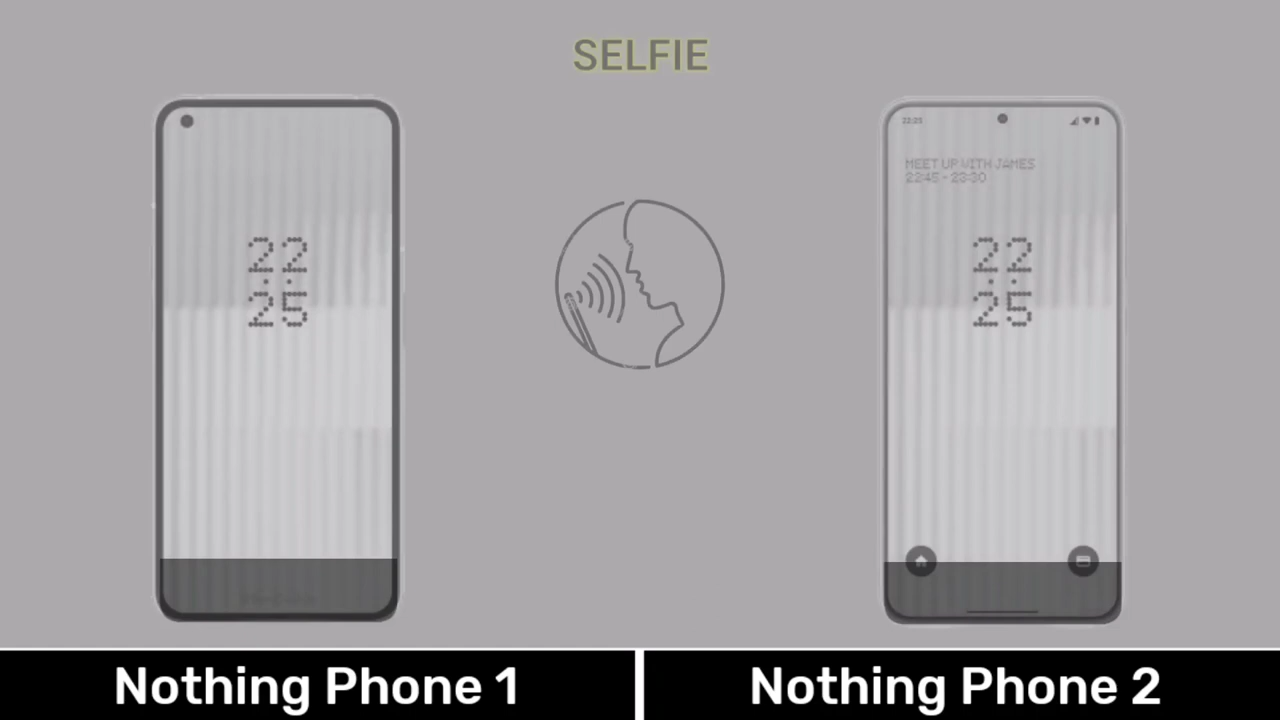 SELFIE
22:25
MEET UP WITH JAMES
22:45 - 23:30
22
25
22
25
Nothing Phone 1
Nothing Phone 2